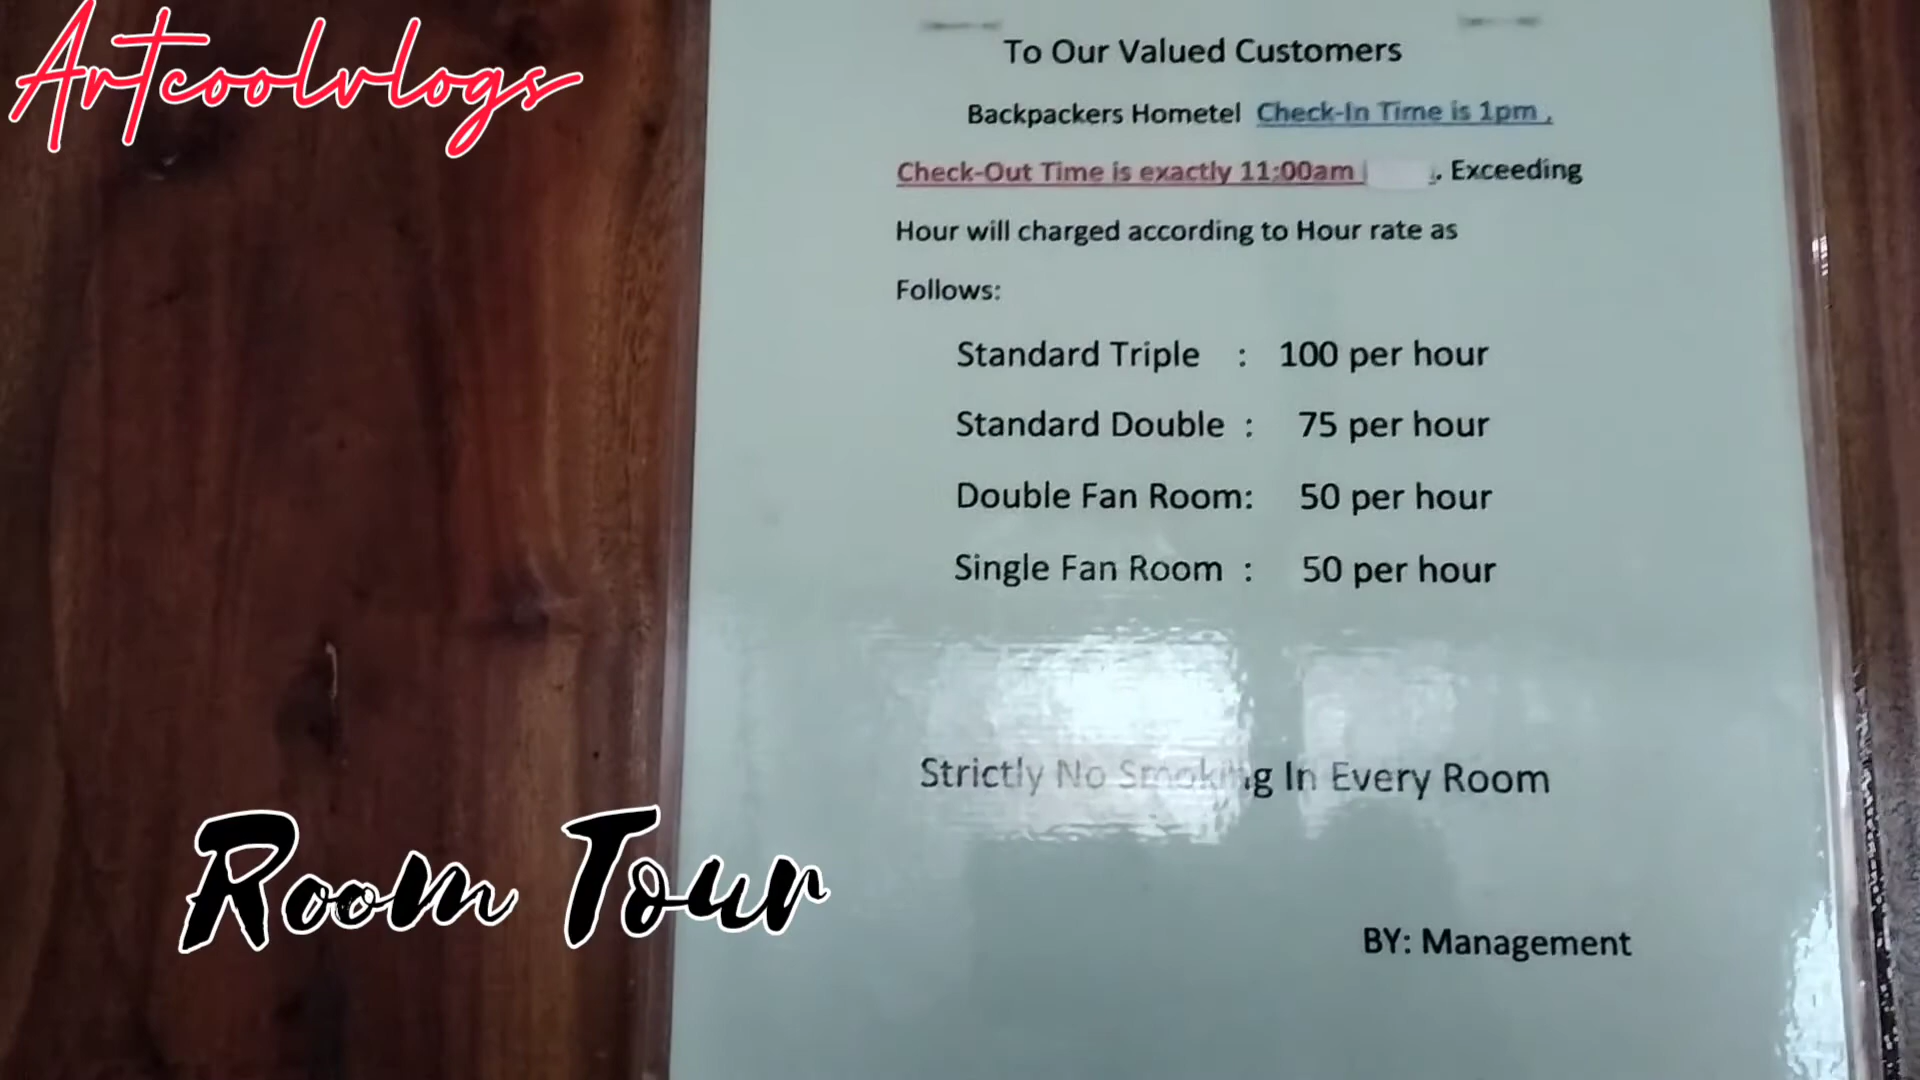 Artcoolvlogs
To Our Valued Customers
Backpackers Hometel Check-In Time is 1pm ,
Check-Out Time is exactly 11:00am . Exceeding
Hour will charged according to Hour rate as
Follows:
Standard Triple : 100 per hour
Standard Double : 75 per hour
Double Fan Room: 50 per hour
Single Fan Room : 50 per hour
Strictly No Smoking In Every Room
Room Tour
BY: Management